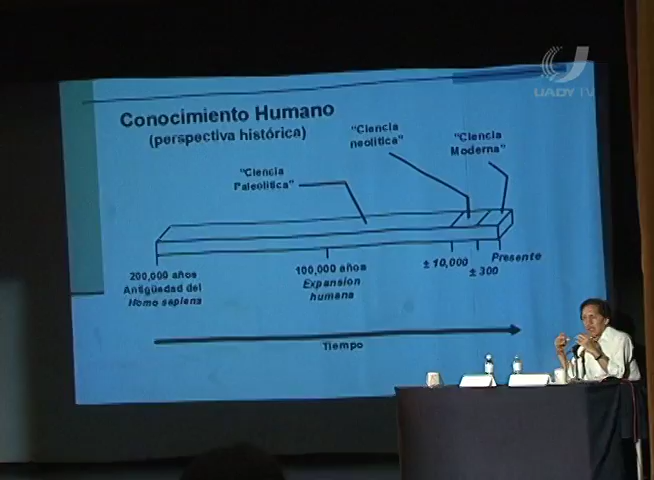 UADY TV
Conocimiento Humano
(perspectiva histórica)
"Ciencia
Paleolítica"
"Ciencia
neolítica"
"Ciencia
Moderna"
200,000 años
Antigüedad del
Homo sapiens
100,000 años
Expansion
humana
± 10,000
± 300
Presente
Tiempo